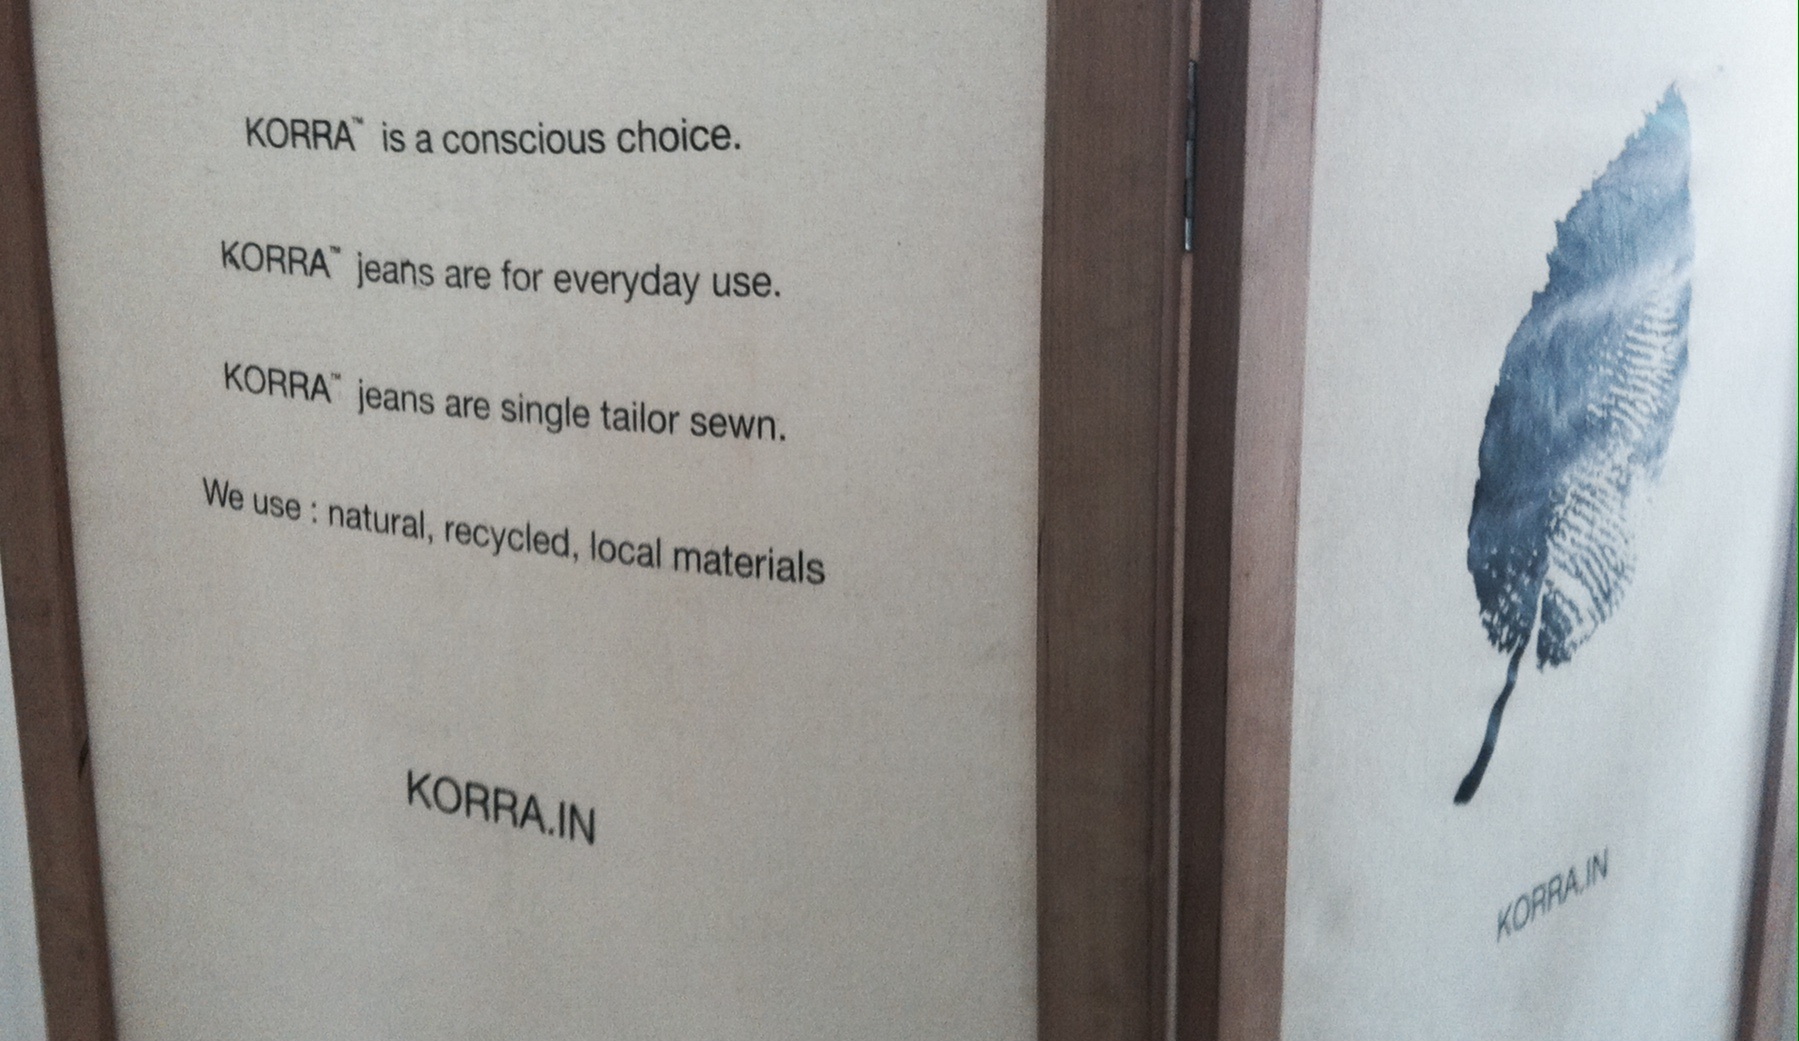 KORRA™ is a conscious choice.
KORRA™ jeans are for everyday use.
KORRA™ jeans are single tailor sewn.
We use : natural, recycled, local materials
KORRA.IN
KORRA.IN